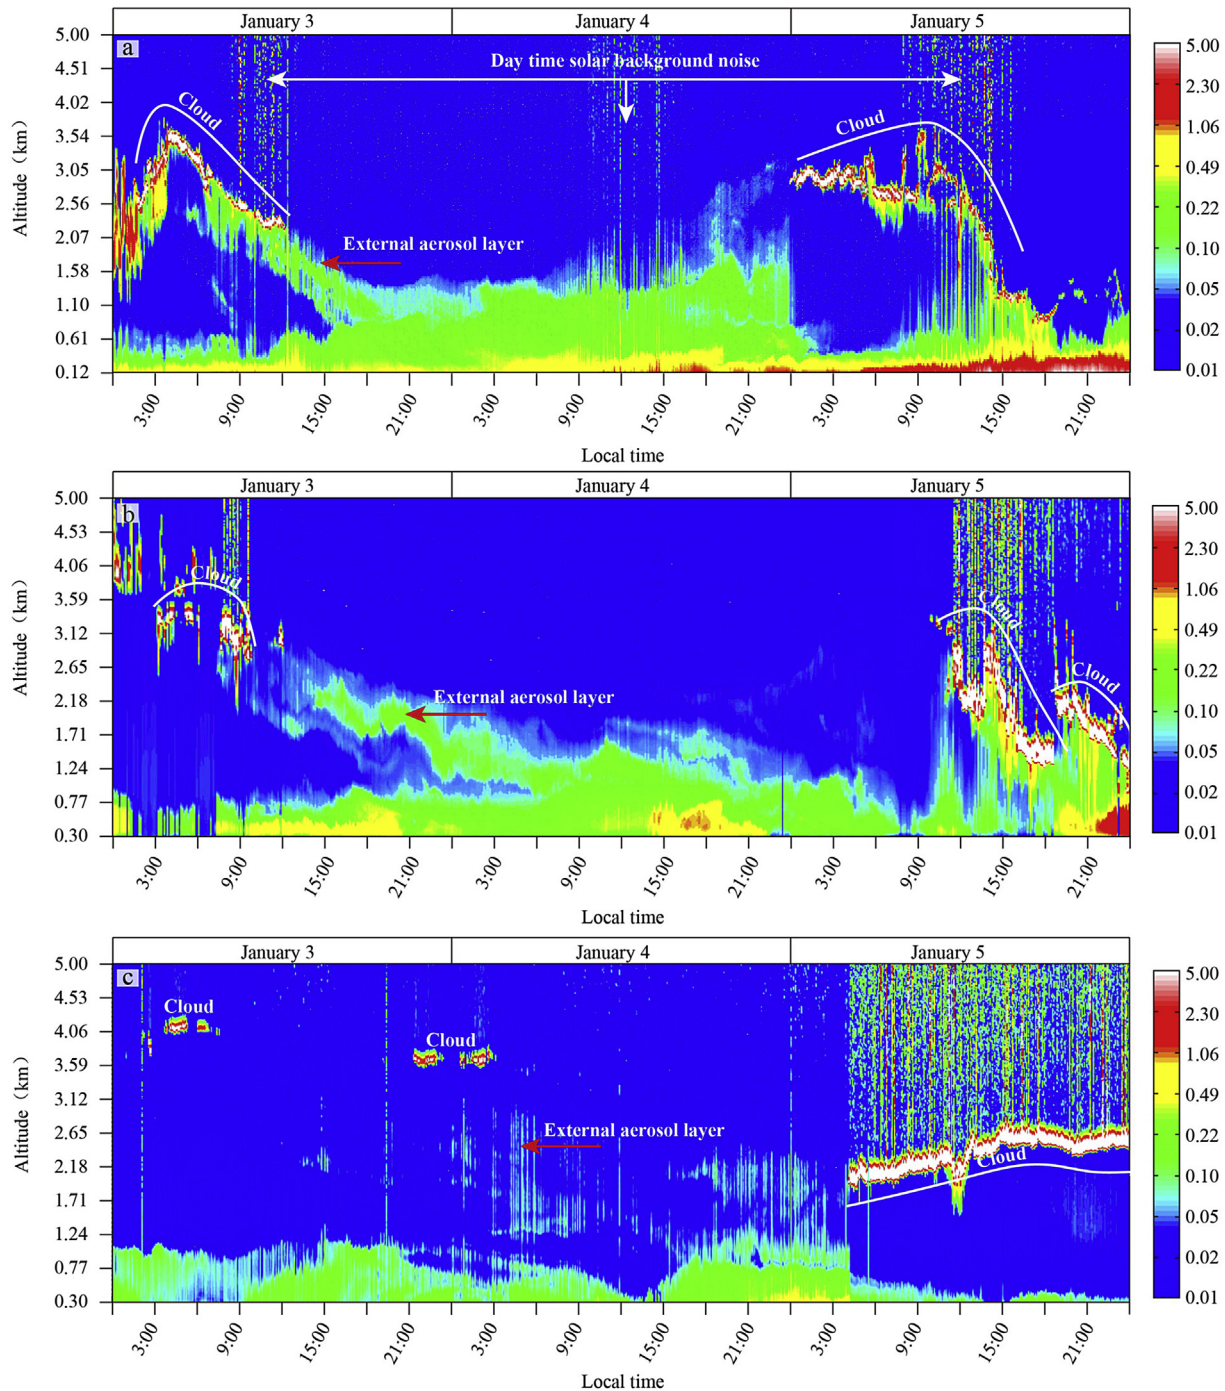 January 3 January 4 January 5
a
Day time solar background noise
Cloud
Cloud
External aerosol layer
5.00
4.51
4.02
3.54
3.05
2.56
2.07
1.58
1.10
0.61
0.12
Altitude (km)
5.00
2.30
1.06
0.46
0.22
0.10
0.05
0.02
0.01
3:00 9:00 15:00 21:00 3:00 9:00 15:00 21:00 3:00 9:00 15:00 21:00
Local time
January 3 January 4 January 5
b
Cloud
Cloud
Cloud
External aerosol layer
5.00
4.53
4.06
3.59
3.12
2.65
2.18
1.71
1.24
0.77
0.30
Altitude (km)
5.00
2.30
1.06
0.49
0.22
0.10
0.05
0.02
0.01
3:00 9:00 15:00 21:00 3:00 9:00 15:00 21:00 3:00 9:00 15:00 21:00
Local time
January 3 January 4 January 5
c
Cloud
Cloud
External aerosol layer
Cloud
5.00
4.53
4.06
3.59
3.12
2.65
2.18
1.71
1.24
0.77
0.30
Altitude (km)
5.00
2.30
1.06
0.46
0.22
0.10
0.05
0.02
0.01
3:00 9:00 15:00 21:00 3:00 9:00 15:00 21:00 3:00 9:00 15:00 21:00
Local time